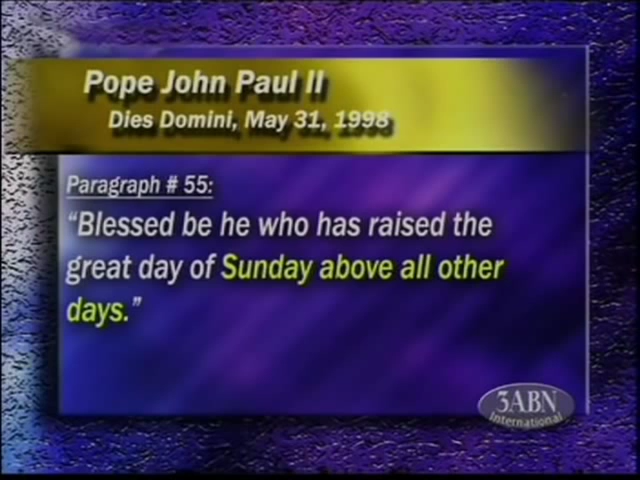 Pope John Paul II
Dies Domini, May 31, 1998
Paragraph # 55:
“Blessed be he who has raised the
great day of Sunday above all other
days.”
3ABN
International